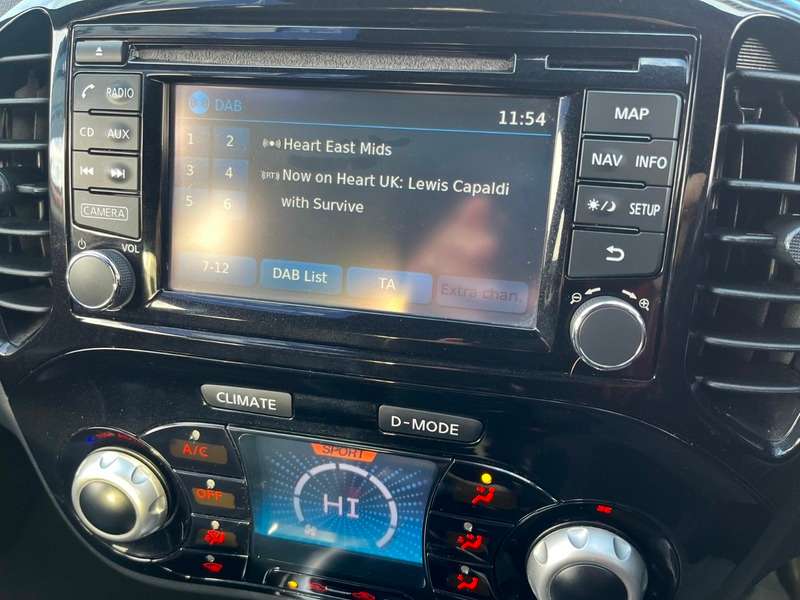 RADIO
CD AUX
CAMERA
VOL
DAB
11:54
1 2
3 4
5 6
Heart East Mids
Now on Heart UK: Lewis Capaldi
with Survive
7-12
DAB List
TA
Extra chan.
MAP
NAV INFO
SETUP
CLIMATE
D-MODE
A/C
OFF
SPORT
HI